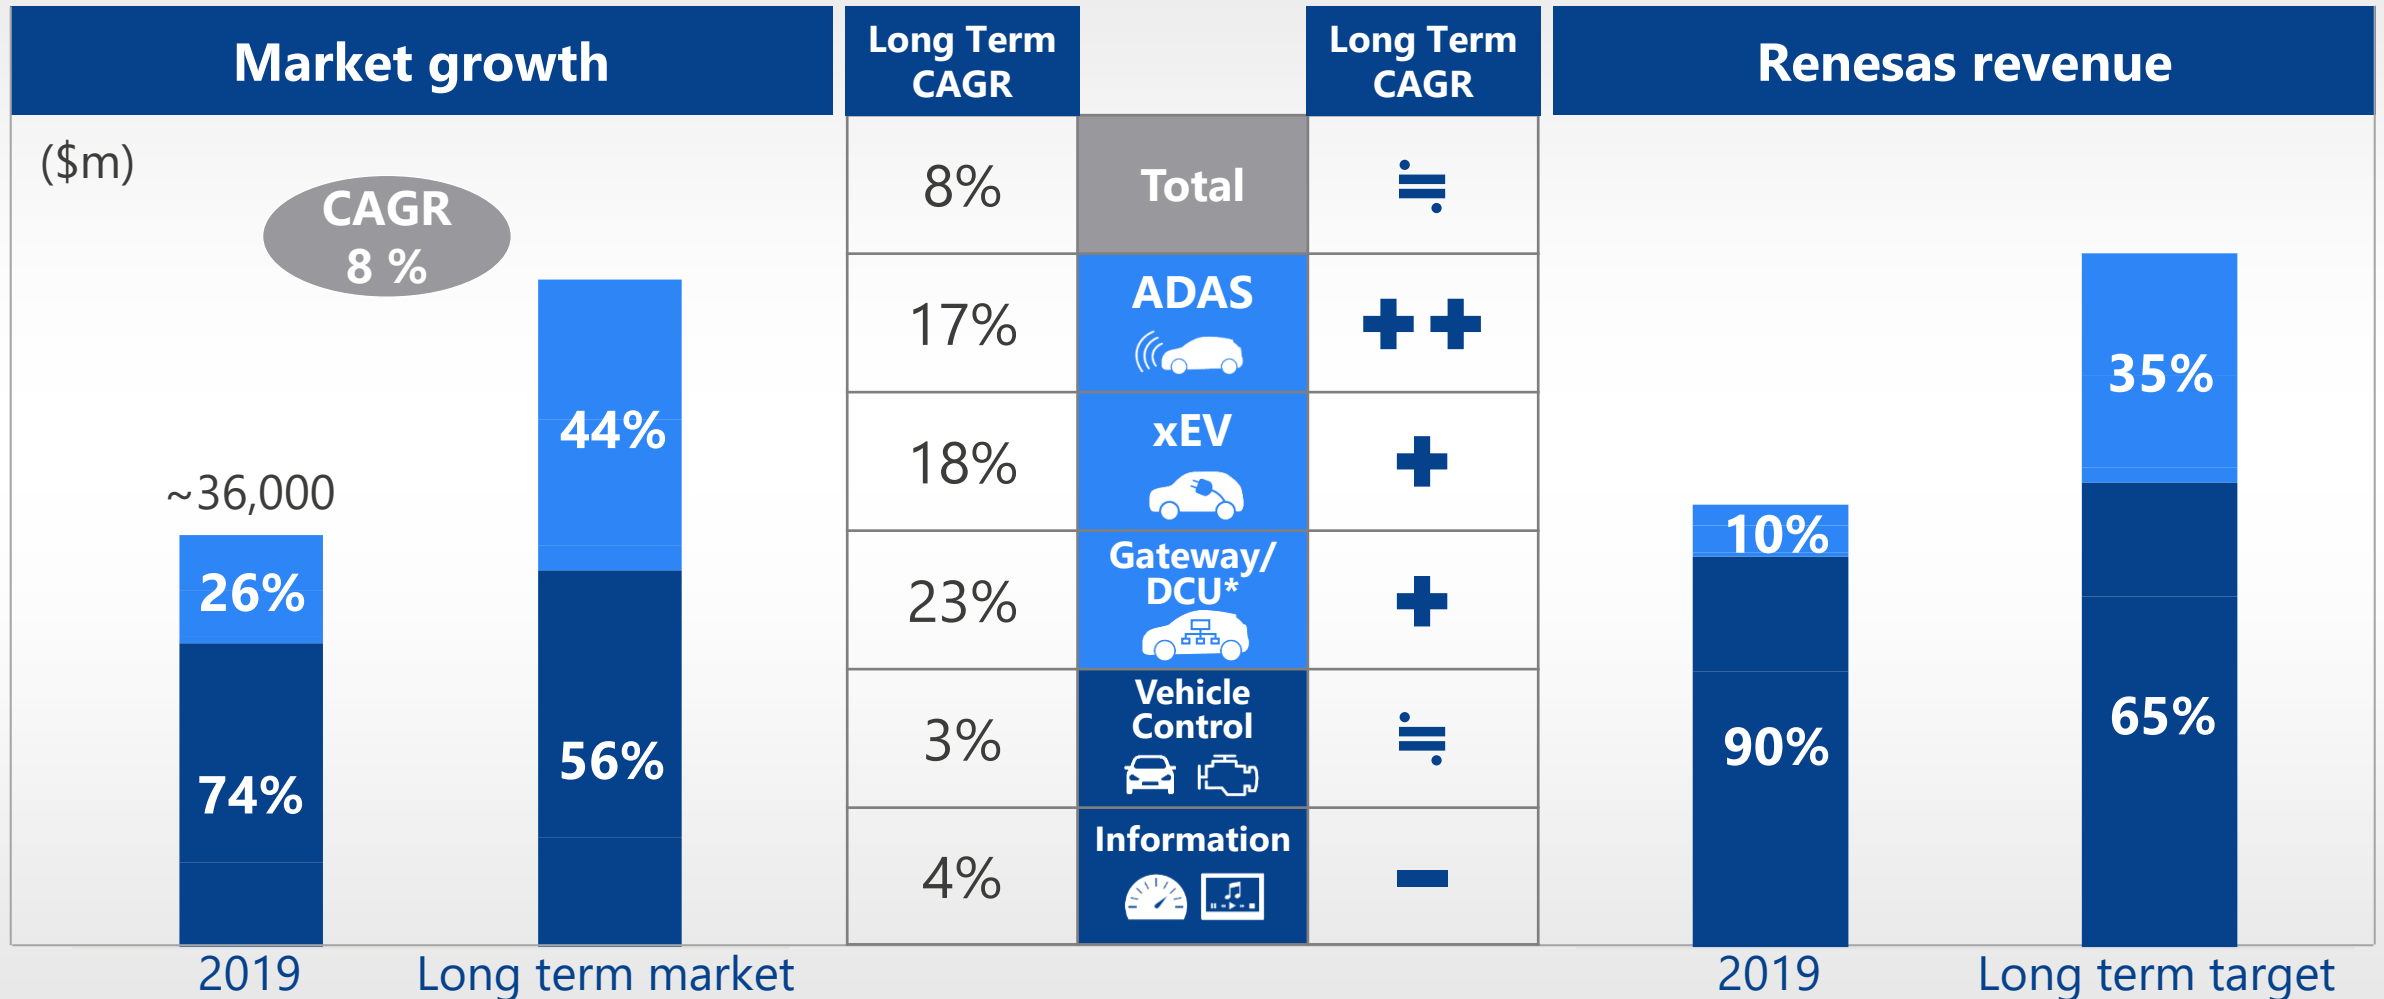 Market growth
Long Term
CAGR
Long Term
CAGR
Renesas revenue
($m)
CAGR
8 %
~36,000
26%
74%
44%
56%
2019
Long term market
8%
Total
≒
17%
ADAS
++
18%
xEV
+
23%
Gateway/
DCU*
+
3%
Vehicle
Control
≒
4%
Information
−
10%
90%
35%
65%
2019
Long term target